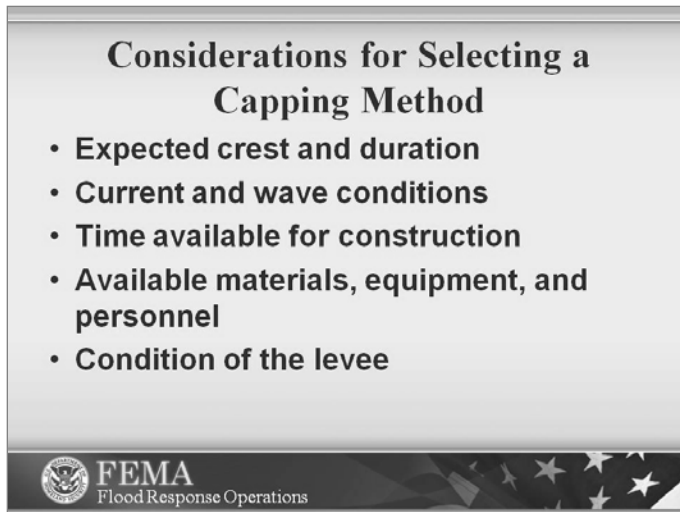 Considerations for Selecting a
Capping Method
• Expected crest and duration
• Current and wave conditions
• Time available for construction
• Available materials, equipment, and
personnel
• Condition of the levee
FEMA
Flood Response Operations